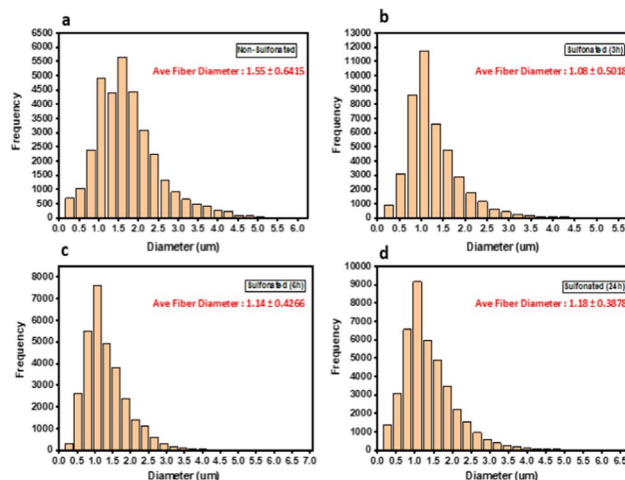 a
Non-Sulfonated
Ave Fiber Diameter : 1.55 ± 0.6415
Frequency
6500
6000
5500
5000
4500
4000
3500
3000
2500
2000
1500
1000
500
0
0.0 0.5 1.0 1.5 2.0 2.5 3.0 3.5 4.0 4.5 5.0 5.5 6.0
Diameter (um)
b
Sulfonated (3h)
Ave Fiber Diameter : 1.08 ± 0.5018
Frequency
13000
12000
11000
10000
9000
8000
7000
6000
5000
4000
3000
2000
1000
0
0.0 0.5 1.0 1.5 2.0 2.5 3.0 3.5 4.0 4.5 5.0 5.
Diameter (um)
c
Sulfonated (6h)
Ave Fiber Diameter : 1.14 ± 0.4266
Frequency
8000
7000
6000
5000
4000
3000
2000
1000
0
0.0 0.5 1.0 1.5 2.0 2.5 3.0 3.5 4.0 4.5 5.0 5.5 6.0 6.5 7.0
Diameter (um)
d
Sulfonated (24h)
Ave Fiber Diameter : 1.18 ± 0.3878
Frequency
10000
9000
8000
7000
6000
5000
4000
3000
2000
1000
0
0.0 0.5 1.0 1.5 2.0 2.5 3.0 3.5 4.0 4.5 5.0 5.
Diameter (um)